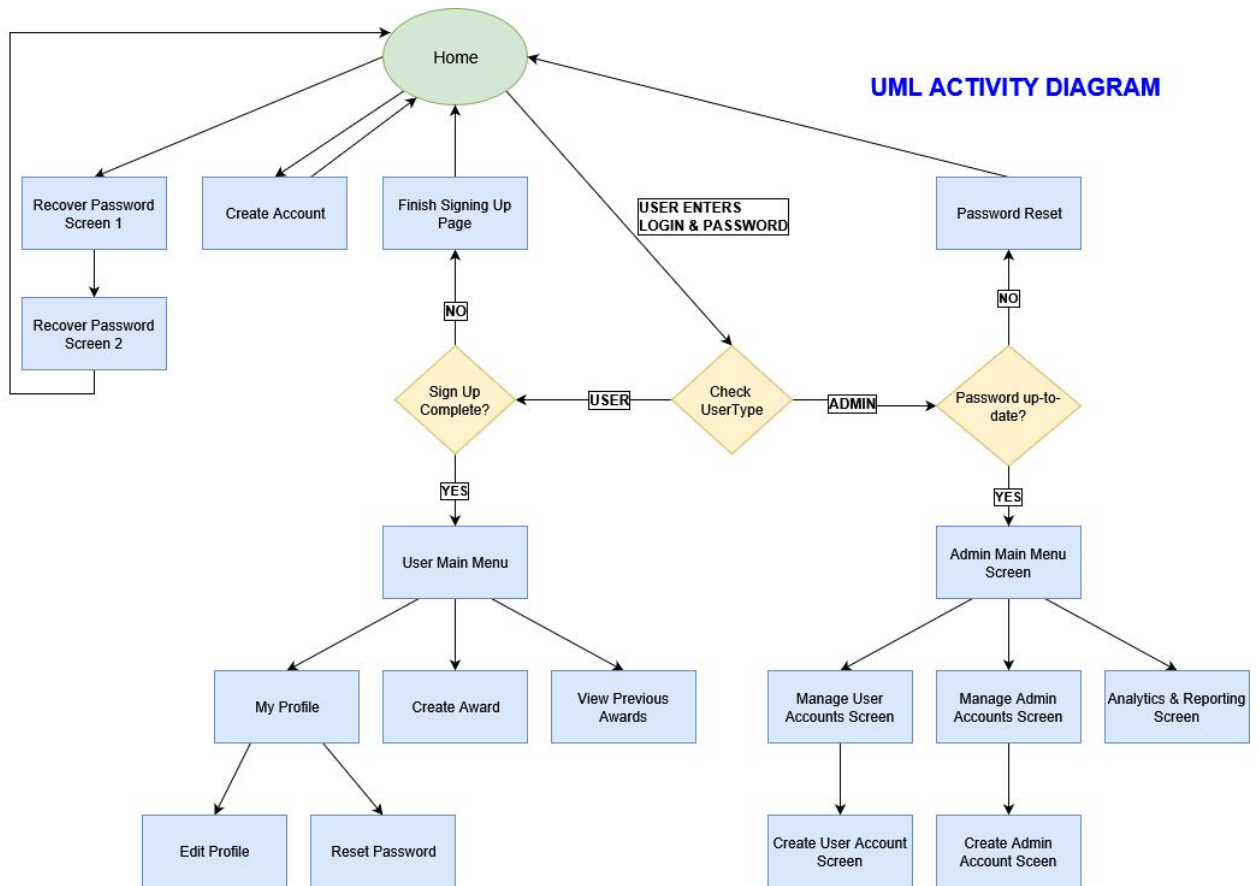 Home
UML ACTIVITY DIAGRAM
Recover Password
Screen 1
Create Account
Finish Signing Up
Page
USER ENTERS
LOGIN & PASSWORD
Password Reset
Recover Password
Screen 2
NO
NO
Sign Up
Complete?
USER
Check
UserType
ADMIN
Password up-to-
date?
YES
YES
User Main Menu
Admin Main Menu
Screen
My Profile
Create Award
View Previous
Awards
Manage User
Accounts Screen
Manage Admin
Accounts Screen
Analytics & Reporting
Screen
Edit Profile
Reset Password
Create User Account
Screen
Create Admin
Account Sceen